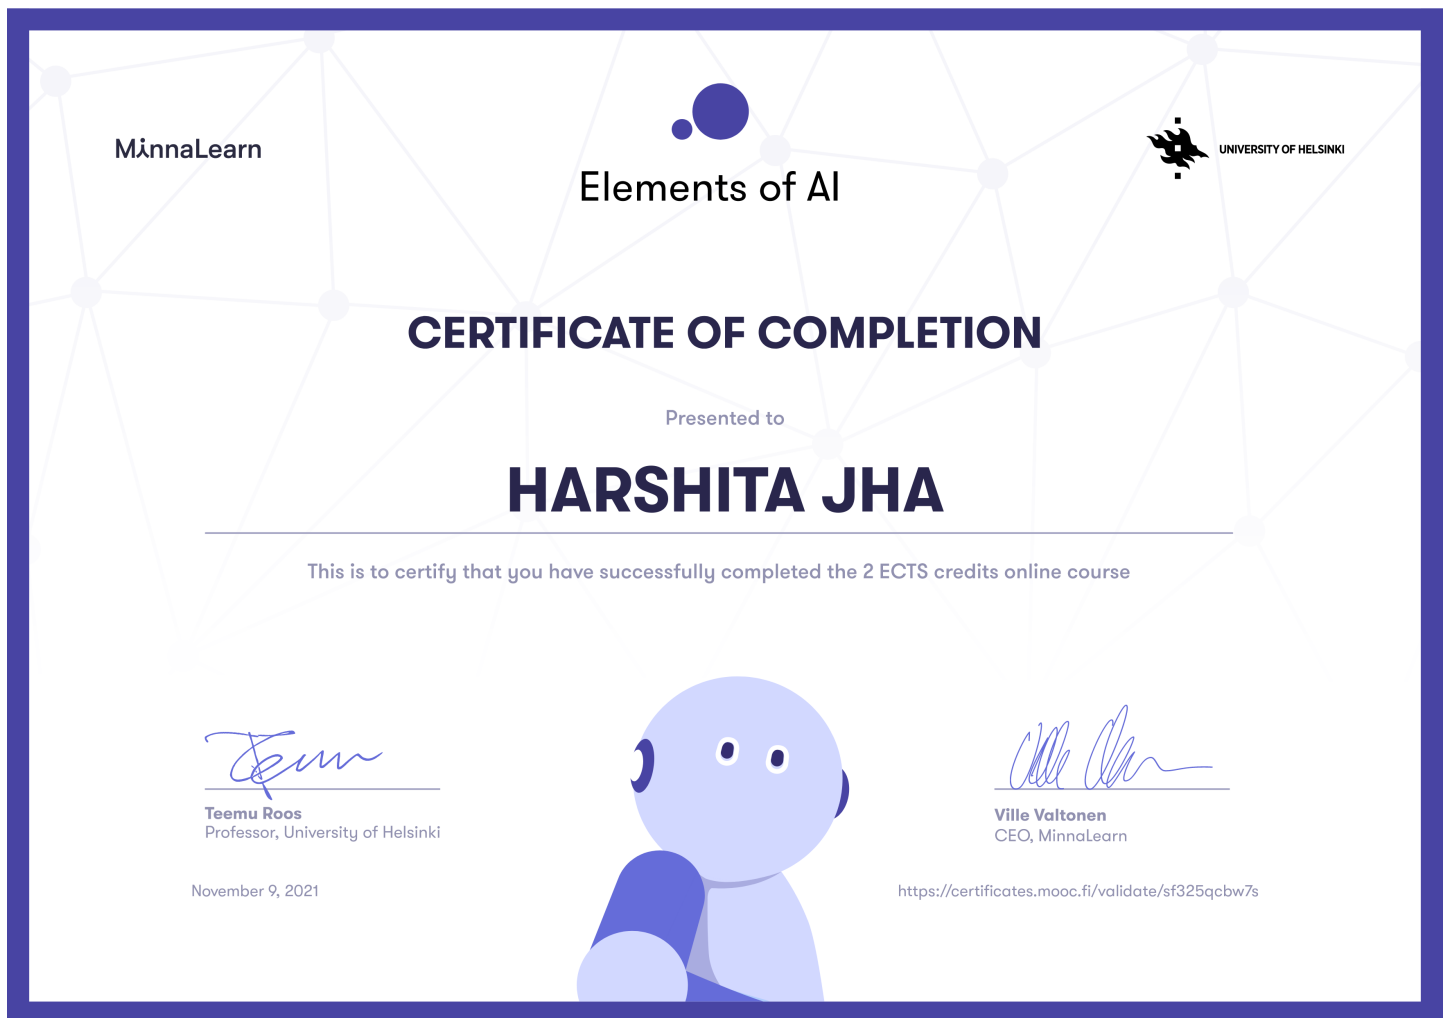 MinnaLearn
Elements of AI
UNIVERSITY OF HELSINKI
CERTIFICATE OF COMPLETION
Presented to
HARSHITA JHA
This is to certify that you have successfully completed the 2 ECTS credits online course
Teemu
Teemu Roos
Professor, University of Helsinki
Ville Valtonen
CEO, MinnaLearn
November 9, 2021
https://certificates.mooc.fi/validate/sf325qcbw7s